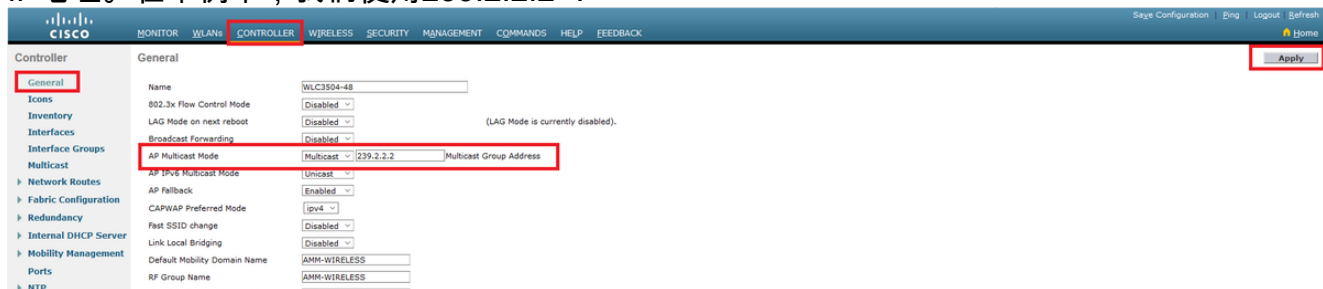 Save Configuration Ping Logout Refresh
CISCO MONITOR WLANs CONTROLLER WIRELESS SECURITY MANAGEMENT COMMANDS HELP FEEDBACK Home
Controller General Apply
General
Name WLC3504-48
Icons
802.3x Flow Control Mode Disabled
Inventory
LAG Mode on next reboot Disabled (LAG Mode is currently disabled).
Interfaces
Broadcast Forwarding Disabled
Interface Groups
AP Multicast Mode Multicast 239.2.2.2 Multicast Group Address
Multicast
AP IPv6 Multicast Mode Unicast
Network Routes
AP Fallback Enabled
Fabric Configuration
CAPWAP Preferred Mode ipv4
Redundancy
Fast SSID change Disabled
Internal DHCP Server
Link Local Bridging Disabled
Mobility Management
Default Mobility Domain Name AMM-WIRELESS
Ports
RF Group Name AMM-WIRELESS
NTP